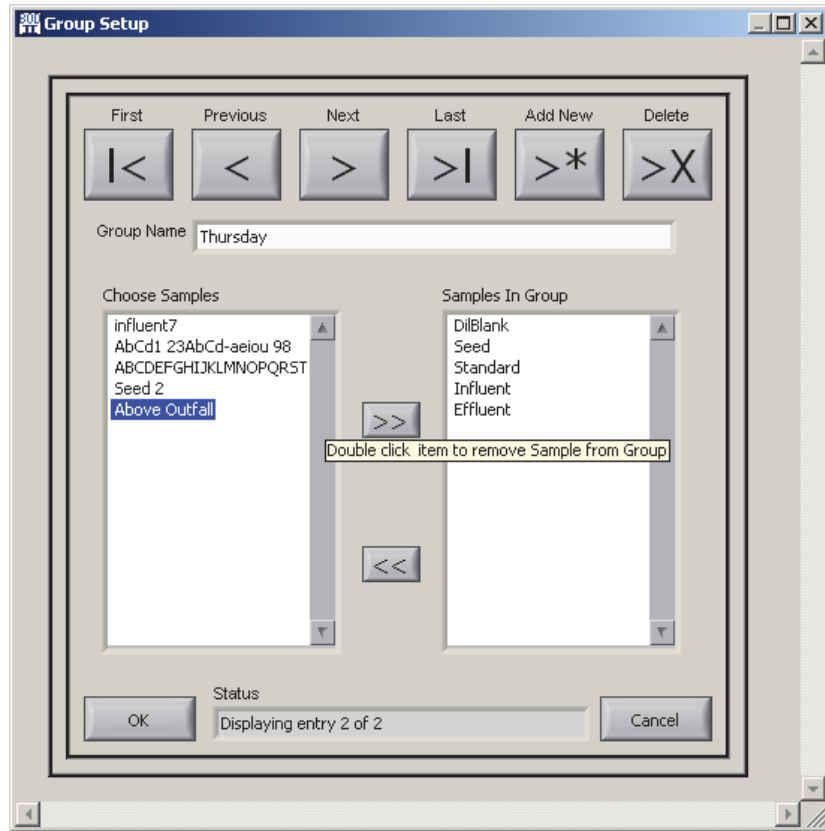 Group Setup
First Previous Next Last Add New Delete
I< < > >I >* >X
Group Name Thursday
Choose Samples
influent7
AbCd1 23AbCd-aeiou 98
ABCDEFGHIJKLMNOPQRST
Seed 2
Above Outfall
>>
<<
Samples In Group
DilBlank
Seed
Standard
Influent
Effluent
Double click item to remove Sample from Group
Status
OK Displaying entry 2 of 2 Cancel